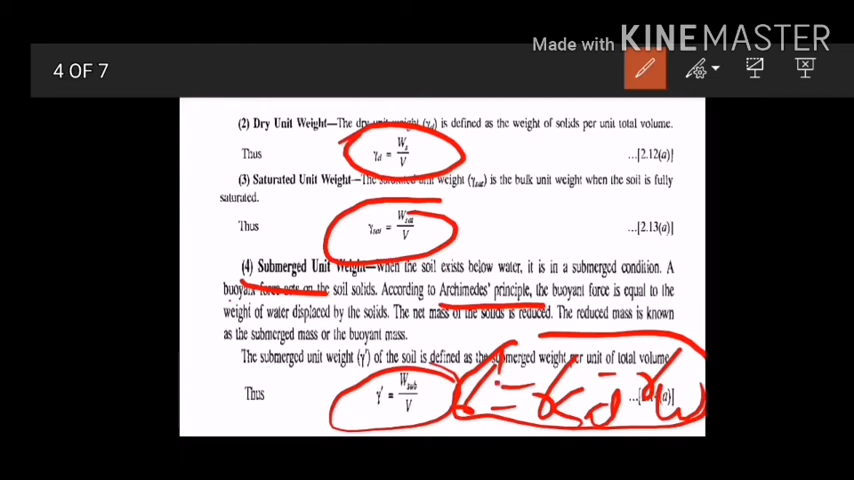 Made with KINEMASTER
4 OF 7
(2) Dry Unit Weight—The dry unit weight (γd) is defined as the weight of solids per unit total volume.
Thus γd = Ws/V ...[2.12(a)]
(3) Saturated Unit Weight—The saturated unit weight (γsat) is the bulk unit weight when the soil is fully
saturated.
Thus γsat = Wsat/V ...[2.13(a)]
(4) Submerged Unit Weight—When the soil exists below water, it is in a submerged condition. A
buoyant force acts on the soil solids. According to Archimedes' principle, the buoyant force is equal to the
weight of water displaced by the solids. The net mass of the solids is reduced. The reduced mass is known
as the submerged mass or the buoyant mass.
The submerged unit weight (γ') of the soil is defined as the submerged weight per unit of total volume.
Thus γ' = Wsub/V